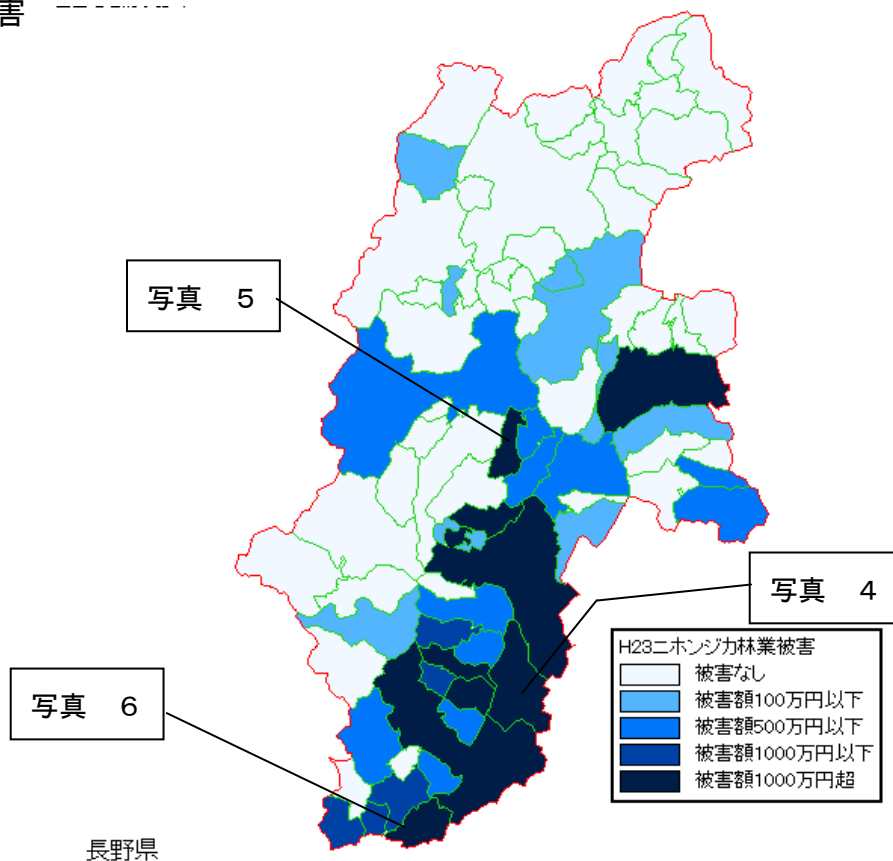 害
写真 5
写真 4
H23ニホンジカ林業被害
被害なし
被害額100万円以下
被害額500万円以下
被害額1000万円以下
被害額1000万円超
写真 6
長野県